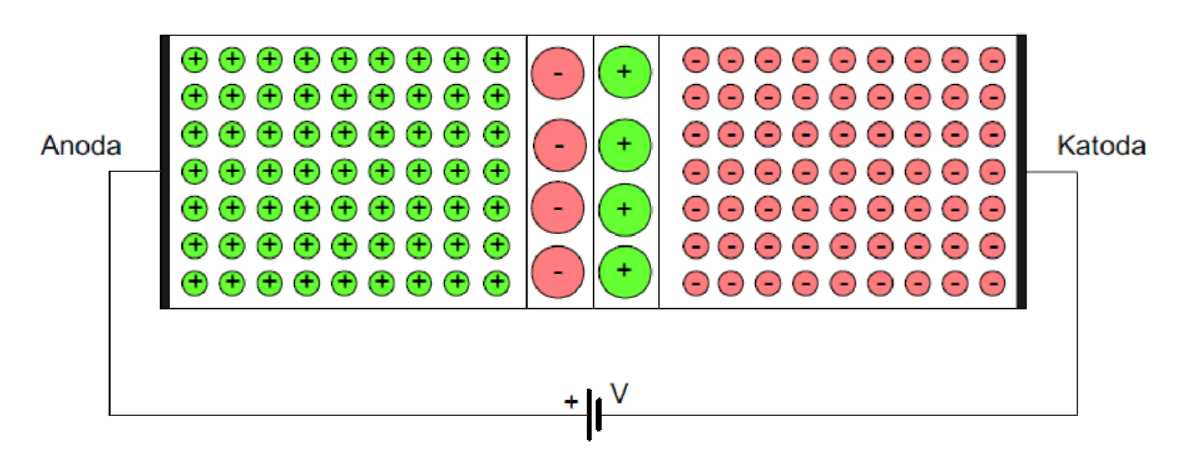 + + + + + + + + + - + - - - - - - - - -
+ + + + + + + + + - - - - - - - - -
+ + + + + + + + + - + - - - - - - - - -
Anoda
Katoda
+ + + + + + + + + - - - - - - - - -
+ + + + + + + + + - + - - - - - - - - -
+ + + + + + + + + - - - - - - - - -
+ + + + + + + + + - + - - - - - - - - -
+ V